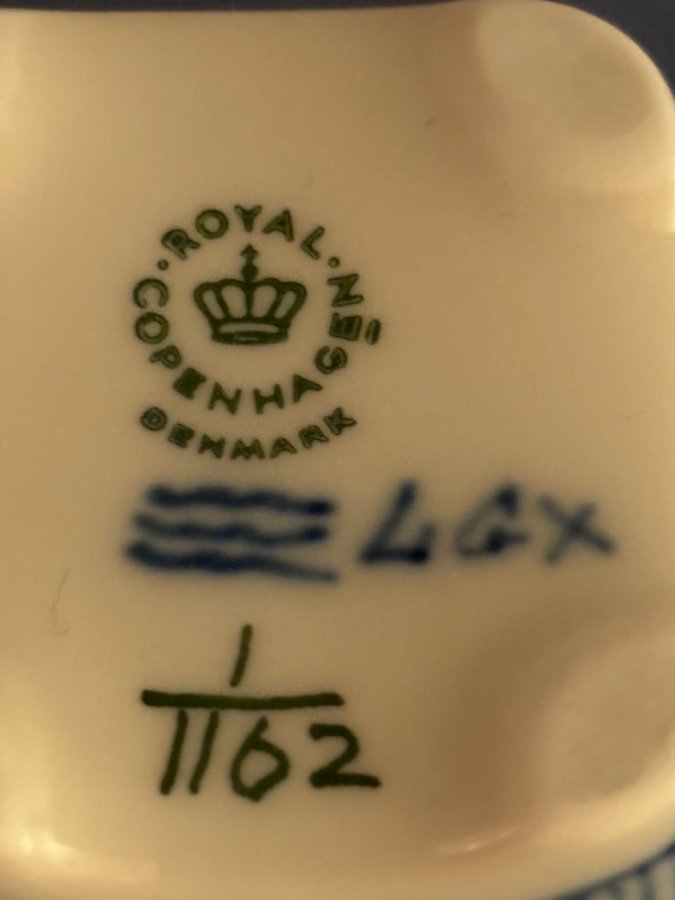 ROYAL
COPENHAGEN
DENMARK
LGX
1
1162